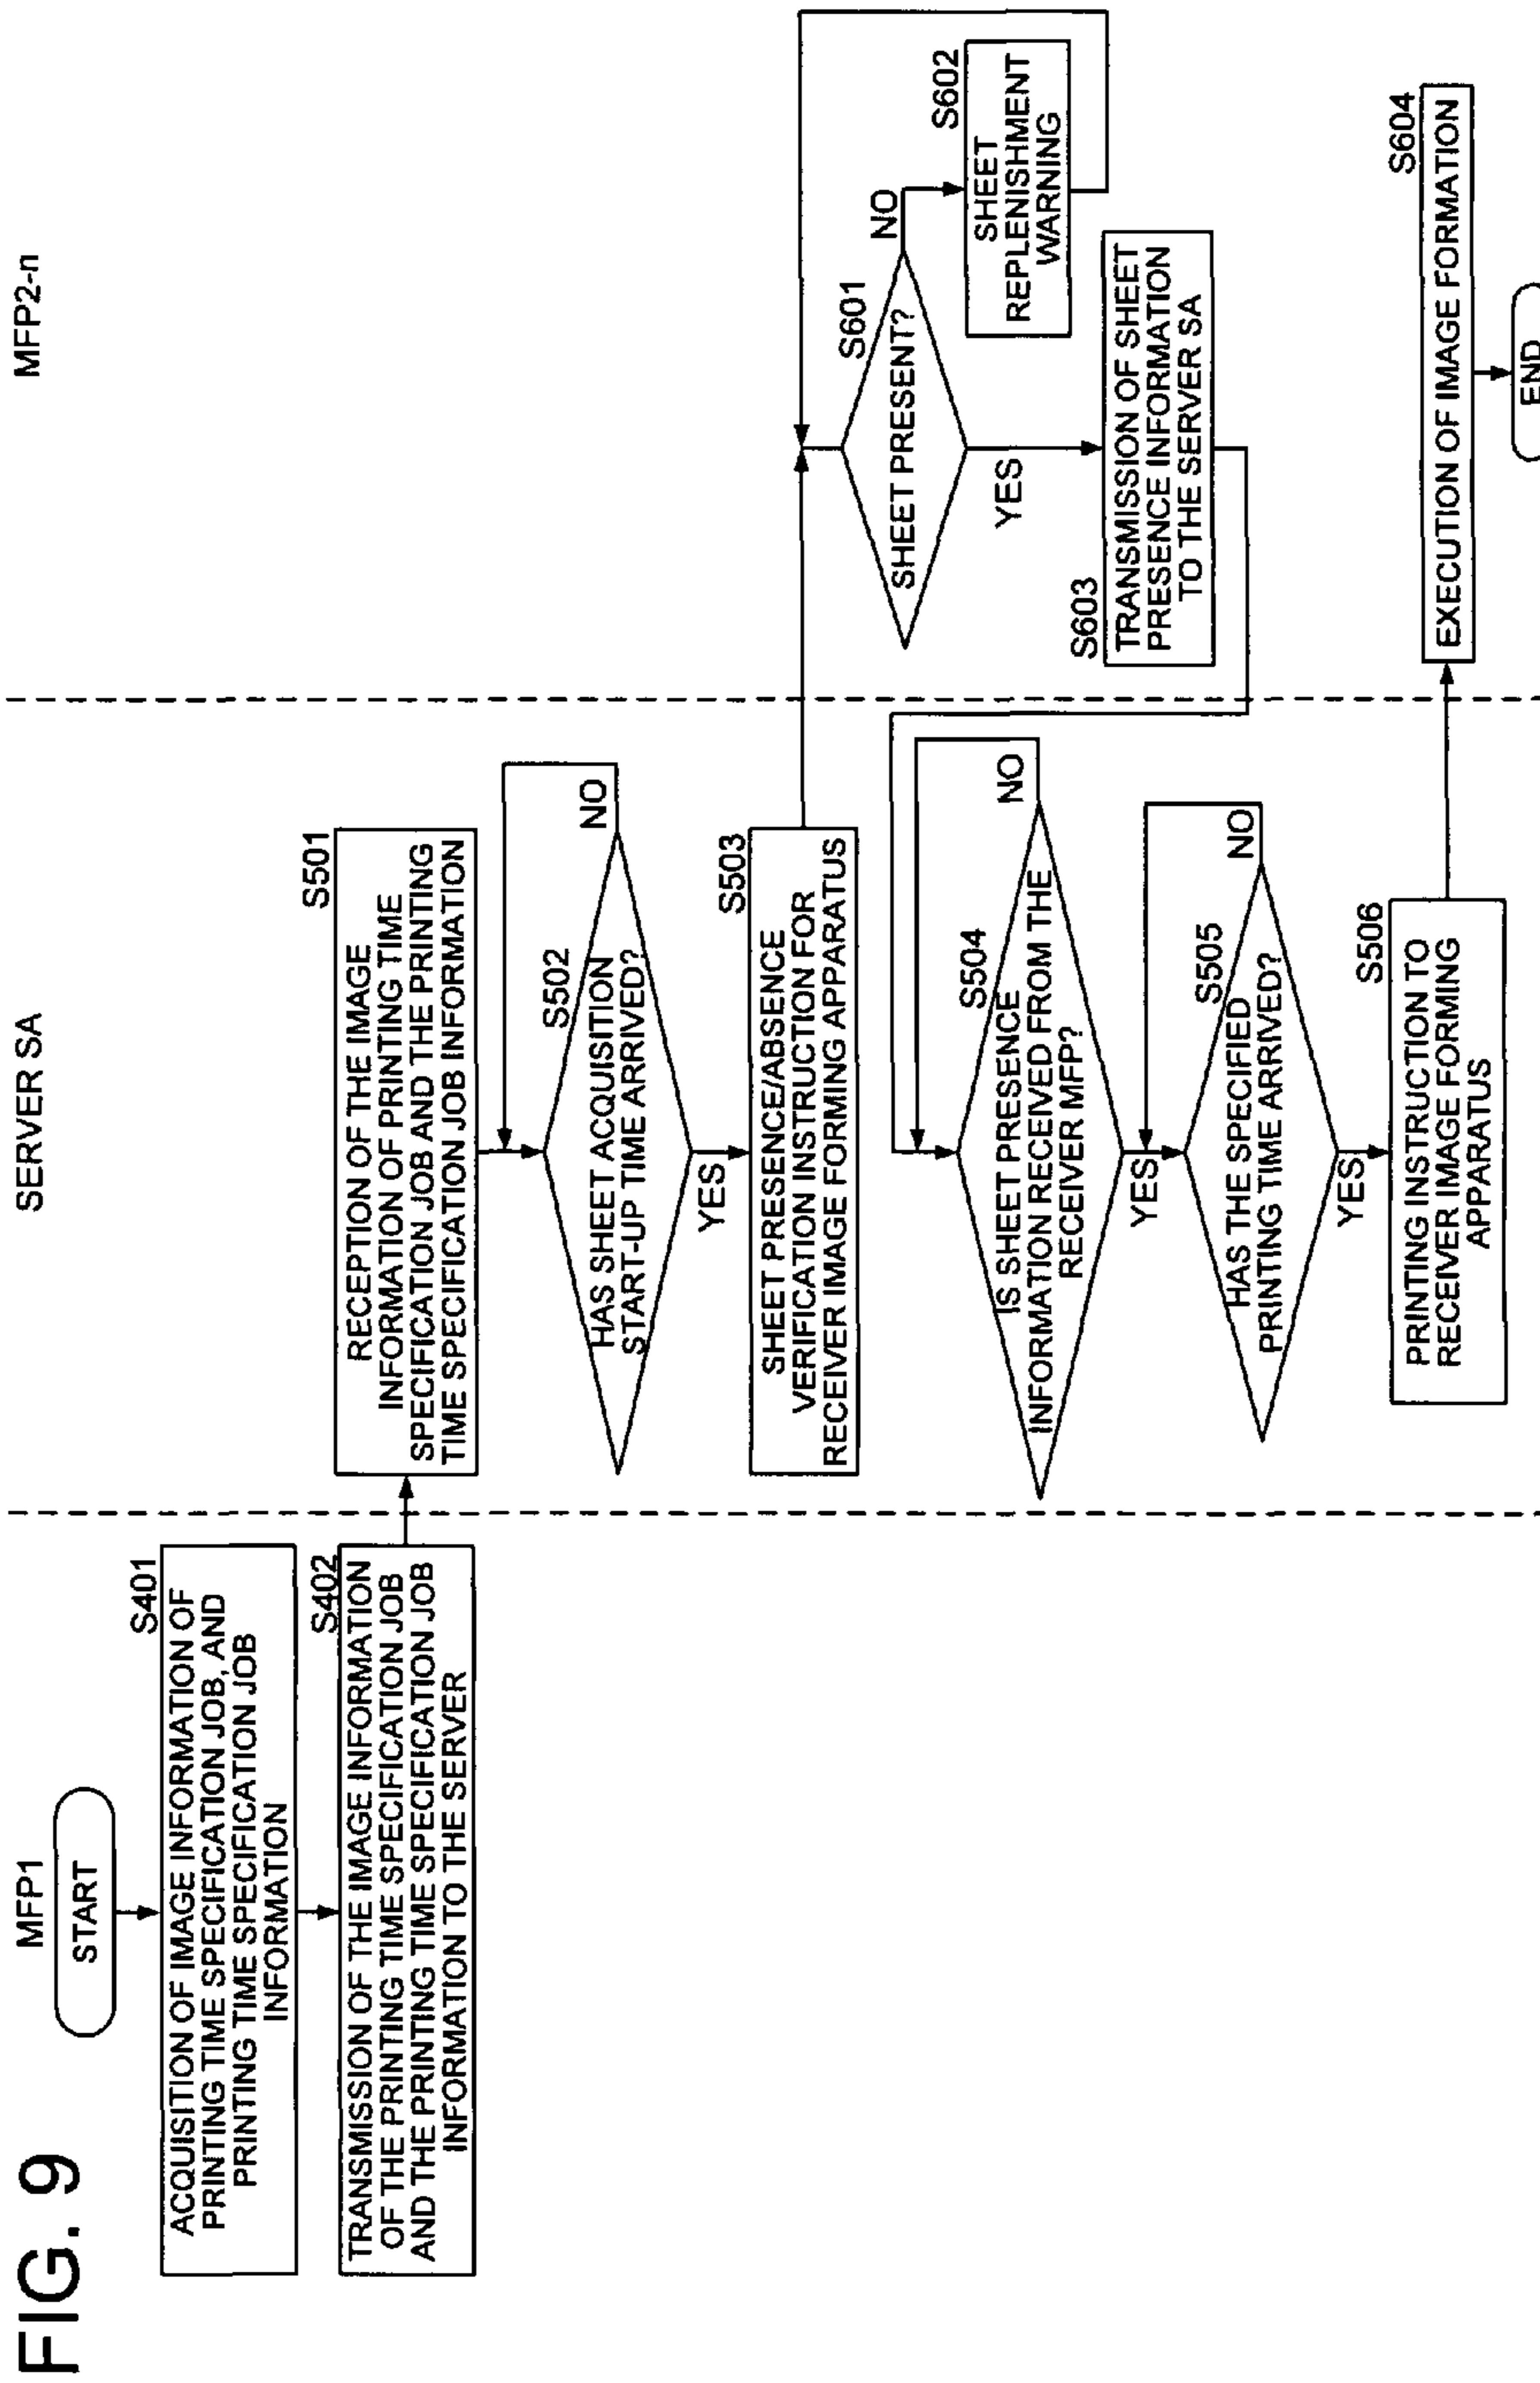 FIG. 9
MFP1
START
S401
ACQUISITION OF IMAGE INFORMATION OF
PRINTING TIME SPECIFICATION JOB, AND
PRINTING TIME SPECIFICATION JOB
INFORMATION
S402
TRANSMISSION OF THE IMAGE INFORMATION
OF THE PRINTING TIME SPECIFICATION JOB
AND THE PRINTING TIME SPECIFICATION JOB
INFORMATION TO THE SERVER
SERVER SA
S501
RECEPTION OF THE IMAGE
INFORMATION OF PRINTING TIME
SPECIFICATION JOB AND THE PRINTING
TIME SPECIFICATION JOB INFORMATION
S502
HAS SHEET ACQUISITION
START-UP TIME ARRIVED?
NO
YES
S503
SHEET PRESENCE/ABSENCE
VERIFICATION INSTRUCTION FOR
RECEIVER IMAGE FORMING APPARATUS
S504
IS SHEET PRESENCE
INFORMATION RECEIVED FROM THE
RECEIVER MFP?
NO
YES
S505
HAS THE SPECIFIED
PRINTING TIME ARRIVED?
NO
YES
S506
PRINTING INSTRUCTION TO
RECEIVER IMAGE FORMING
APPARATUS
MFP2-n
S601
SHEET PRESENT?
NO
S602
SHEET
REPLENISHMENT
WARNING
YES
S603
TRANSMISSION OF SHEET
PRESENCE INFORMATION
TO THE SERVER SA
S604
EXECUTION OF IMAGE FORMATION
END